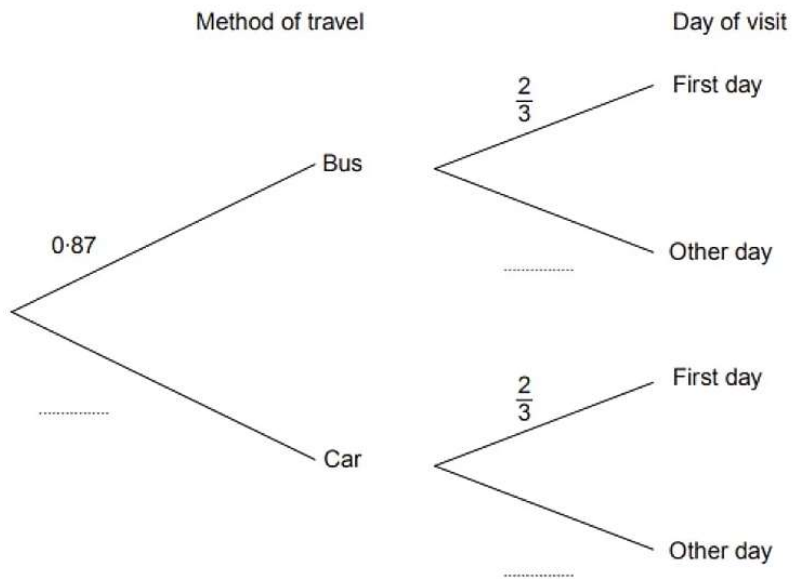 Method of travel Day of visit
2/3 First day
Bus
0·87
Other day
2/3 First day
Car
Other day